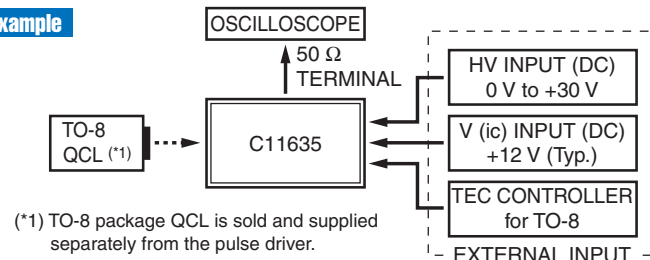 xample
OSCILLOSCOPE
50 Ω
TERMINAL
HV INPUT (DC)
0 V to +30 V
TO-8
QCL (*1)
C11635
V (ic) INPUT (DC)
+12 V (Typ.)
TEC CONTROLLER
for TO-8
(*1) TO-8 package QCL is sold and supplied
separately from the pulse driver.
EXTERNAL INPUT